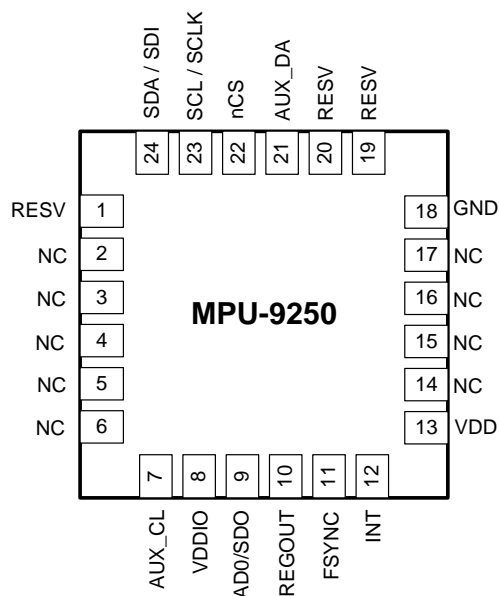 SDA / SDI
SCL / SCLK
nCS
AUX_DA
RESV
RESV
24
23
22
21
20
19
RESV
1
NC
2
NC
3
NC
4
NC
5
NC
6
MPU-9250
18
GND
17
NC
16
NC
15
NC
14
NC
13
VDD
7
8
9
10
11
12
AUX_CL
VDDIO
AD0/SDO
REGOUT
FSYNC
INT